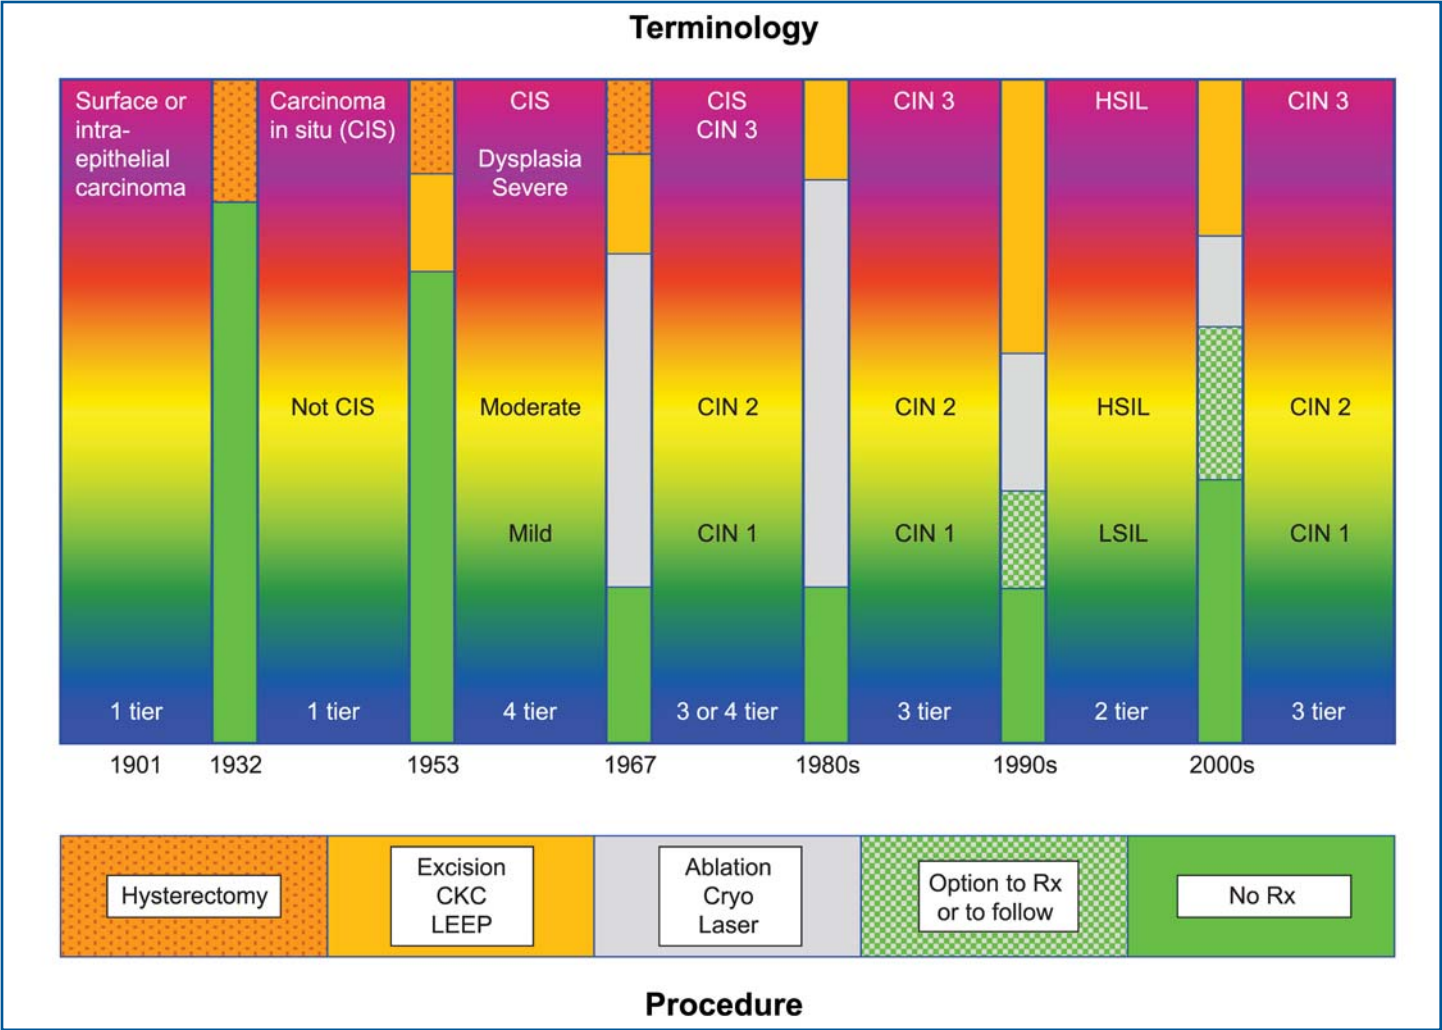 Terminology
Surface or
intra-
epithelial
carcinoma
1 tier
Carcinoma
in situ (CIS)
Not CIS
1 tier
CIS
Dysplasia
Severe
Moderate
Mild
4 tier
CIS
CIN 3
CIN 2
CIN 1
3 or 4 tier
CIN 3
CIN 2
CIN 1
3 tier
HSIL
HSIL
LSIL
2 tier
CIN 3
CIN 2
CIN 1
3 tier
1901
1932
1953
1967
1980s
1990s
2000s
Hysterectomy
Excision
CKC
LEEP
Ablation
Cryo
Laser
Option to Rx
or to follow
No Rx
Procedure